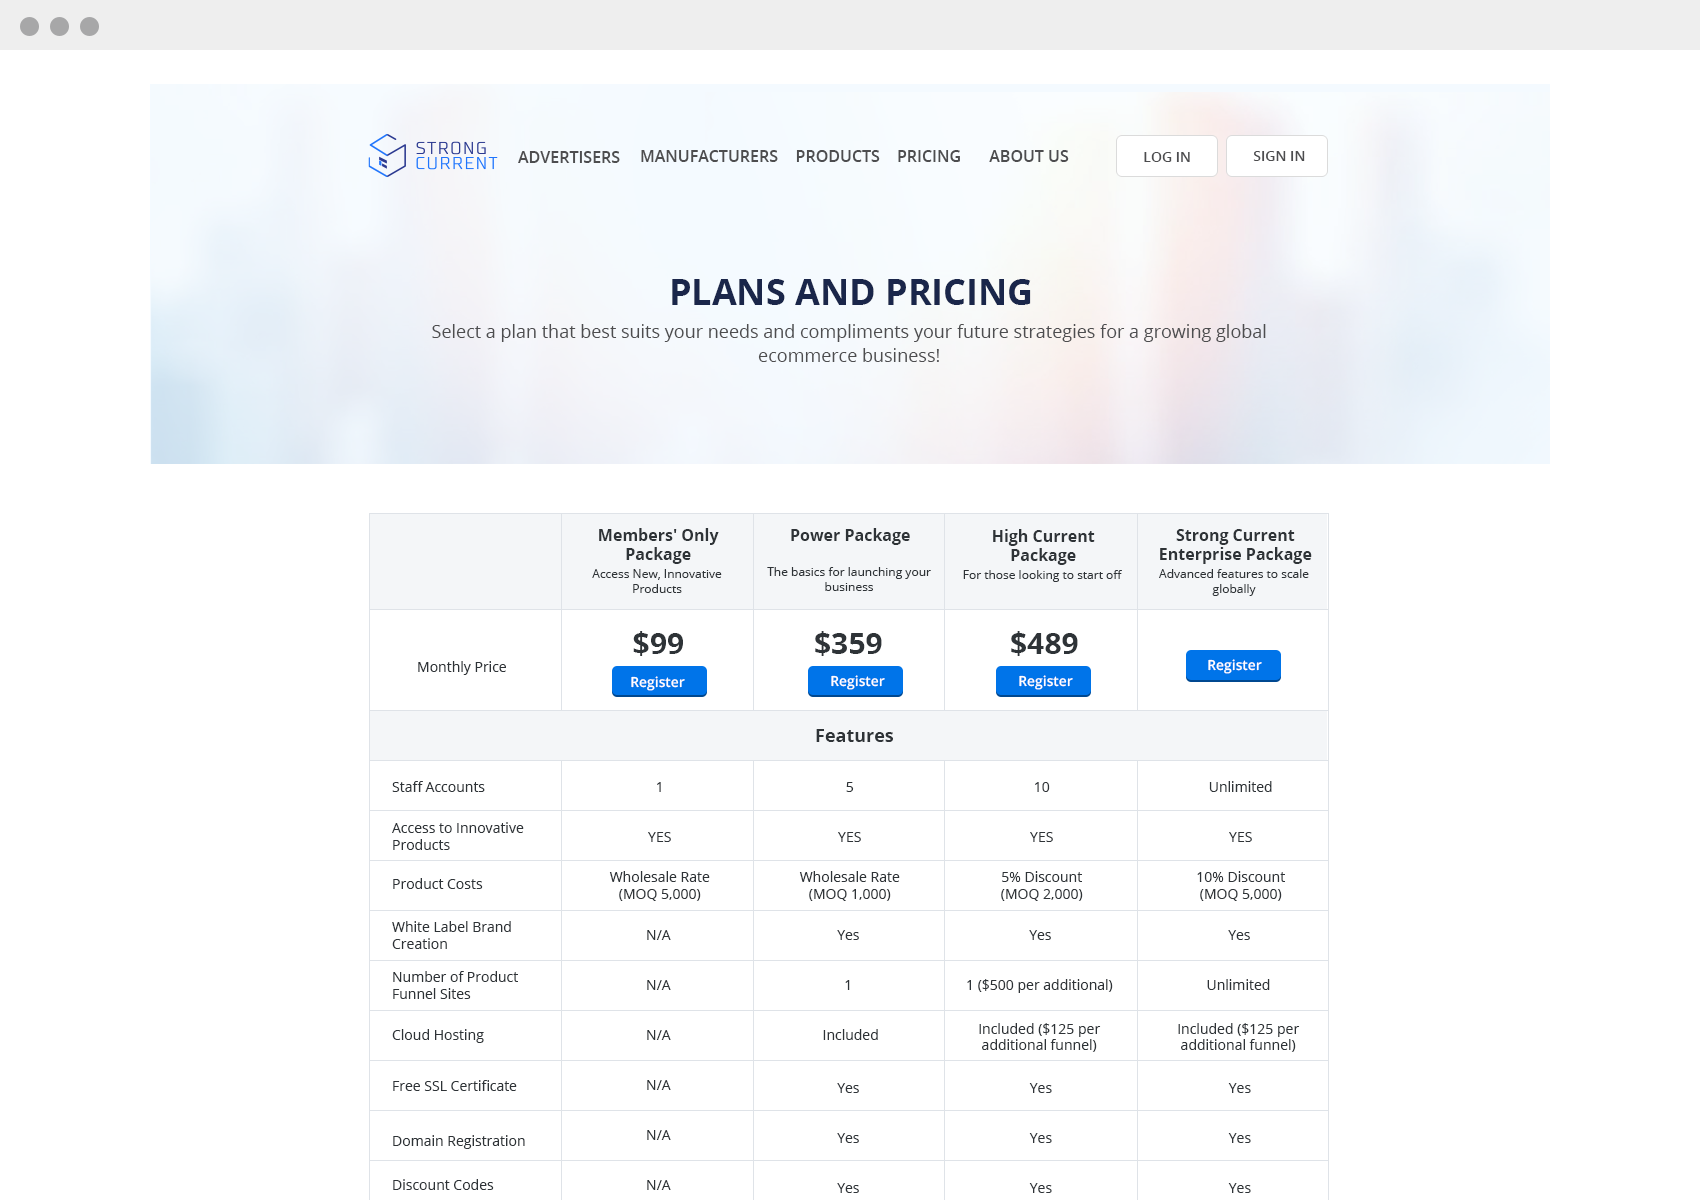 STRONG
CURRENT
ADVERTISERS MANUFACTURERS PRODUCTS PRICING ABOUT US LOG IN SIGN IN
PLANS AND PRICING
Select a plan that best suits your needs and compliments your future strategies for a growing global
ecommerce business!
Members' Only
Package
Access New, Innovative
Products
Power Package
The basics for launching your
business
High Current
Package
For those looking to start off
Strong Current
Enterprise Package
Advanced features to scale
globally
Monthly Price
$99
Register
$359
Register
$489
Register
Register
Features
Staff Accounts
1
5
10
Unlimited
Access to Innovative
Products
YES
YES
YES
YES
Product Costs
Wholesale Rate
(MOQ 5,000)
Wholesale Rate
(MOQ 1,000)
5% Discount
(MOQ 2,000)
10% Discount
(MOQ 5,000)
White Label Brand
Creation
N/A
Yes
Yes
Yes
Number of Product
Funnel Sites
N/A
1
1 ($500 per additional)
Unlimited
Cloud Hosting
N/A
Included
Included ($125 per
additional funnel)
Included ($125 per
additional funnel)
Free SSL Certificate
N/A
Yes
Yes
Yes
Domain Registration
N/A
Yes
Yes
Yes
Discount Codes
N/A
Yes
Yes
Yes